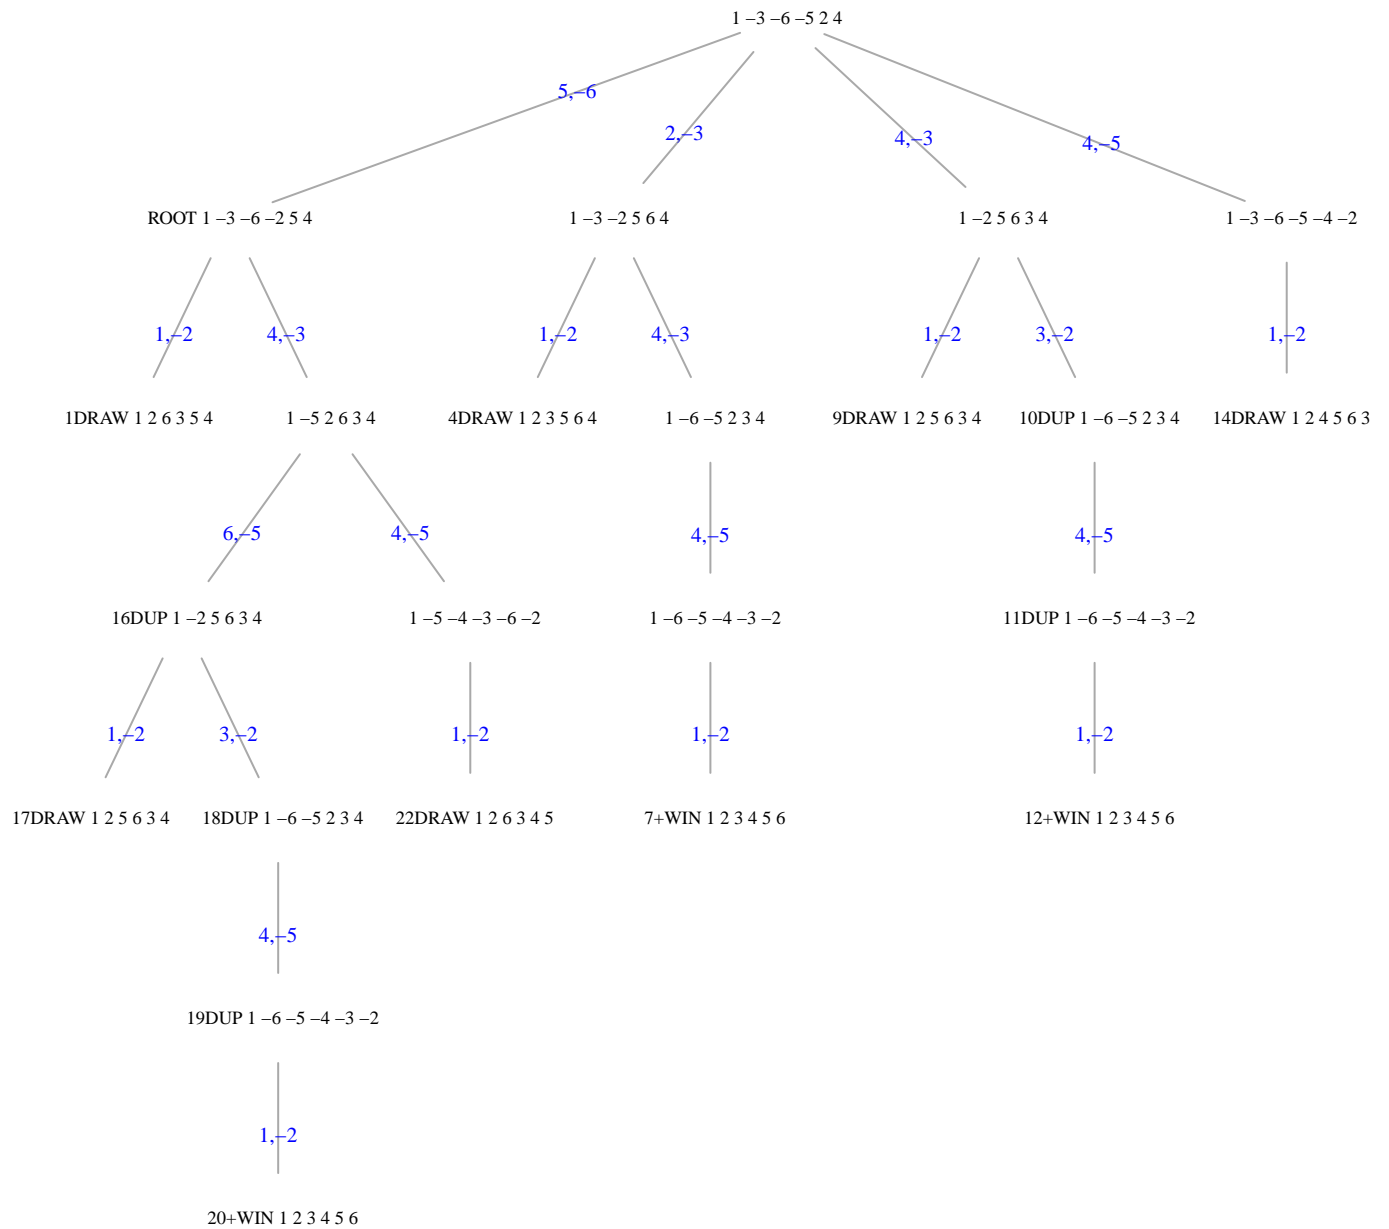 1 –3 –6 –5 2 4
5,–6
2,–3
4,–3
4,–5
ROOT 1 –3 –6 –2 5 4
1 –3 –2 5 6 4
1 –2 5 6 3 4
1 –3 –6 –5 –4 –2
1,–2
4,–3
1,–2
4,–3
1,–2
3,–2
1,–2
1DRAW 1 2 6 3 5 4
1 –5 2 6 3 4
4DRAW 1 2 3 5 6 4
1 –6 –5 2 3 4
9DRAW 1 2 5 6 3 4
10DUP 1 –6 –5 2 3 4
14DRAW 1 2 4 5 6 3
6,–5
4,–5
4,–5
4,–5
16DUP 1 –2 5 6 3 4
1 –5 –4 –3 –6 –2
1 –6 –5 –4 –3 –2
11DUP 1 –6 –5 –4 –3 –2
1,–2
3,–2
1,–2
1,–2
1,–2
17DRAW 1 2 5 6 3 4
18DUP 1 –6 –5 2 3 4
22DRAW 1 2 6 3 4 5
7+WIN 1 2 3 4 5 6
12+WIN 1 2 3 4 5 6
4,–5
19DUP 1 –6 –5 –4 –3 –2
1,–2
20+WIN 1 2 3 4 5 6